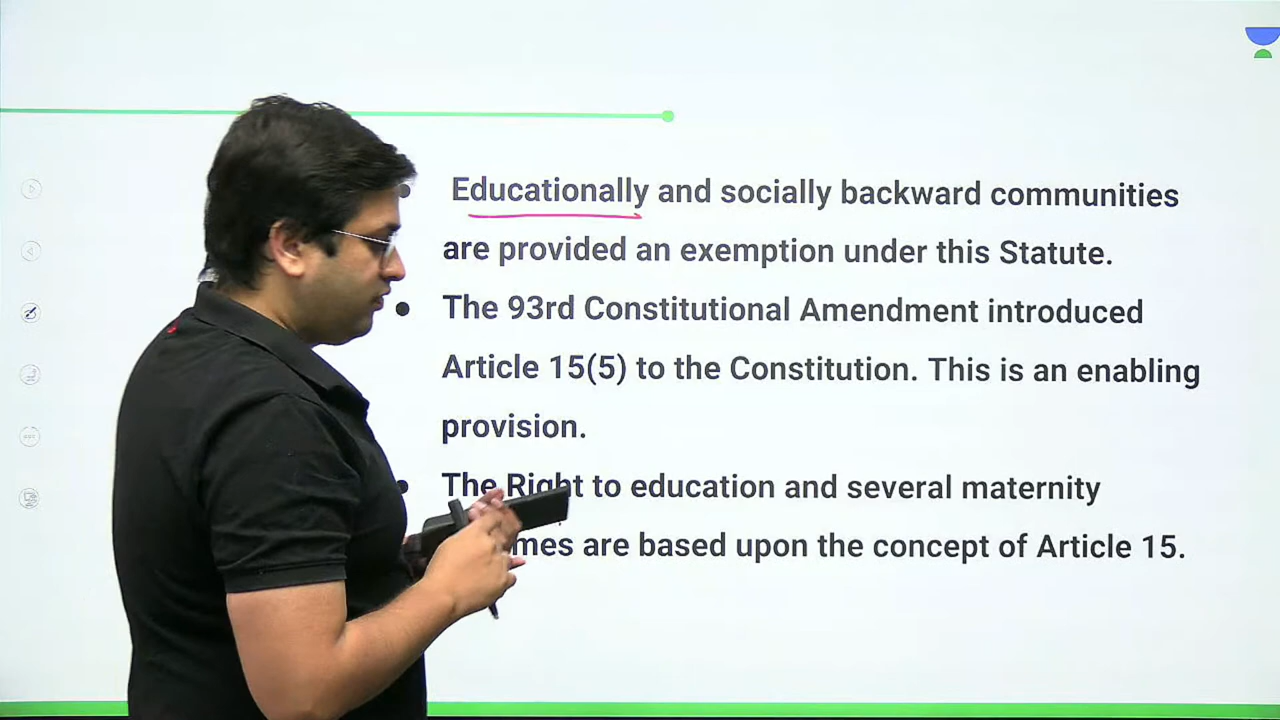 Educationally and socially backward communities
are provided an exemption under this Statute.
The 93rd Constitutional Amendment introduced
Article 15(5) to the Constitution. This is an enabling
provision.
The Right to education and several maternity
mes are based upon the concept of Article 15.